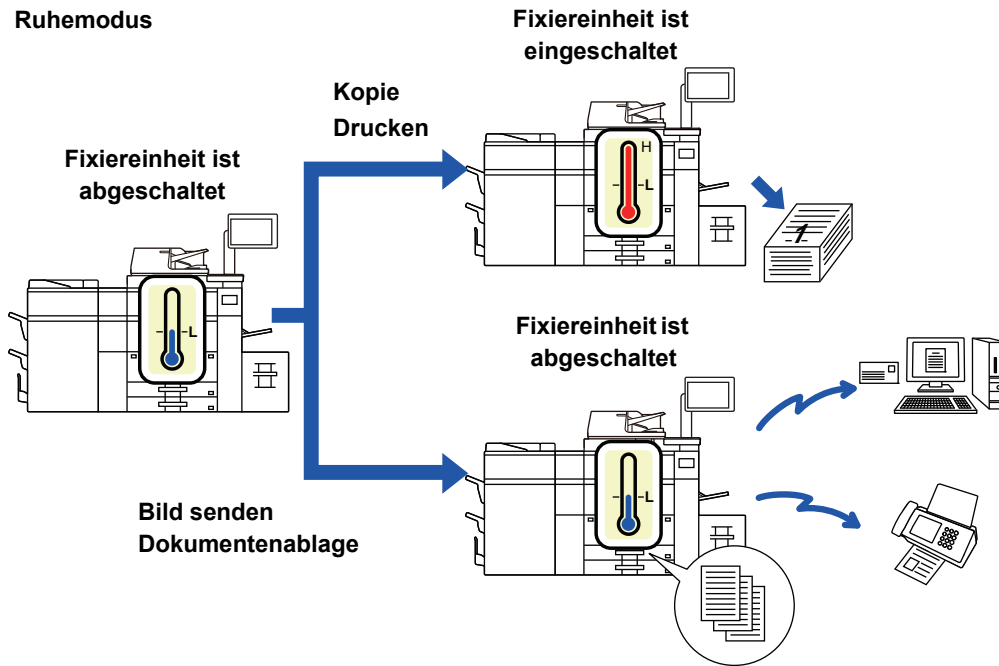 Ruhemodus
Fixiereinheit ist
eingeschaltet
Kopie
Drucken
Fixiereinheit ist
abgeschaltet
H
L
1
L
Fixiereinheit ist
abgeschaltet
L
Bild senden
Dokumentenablage